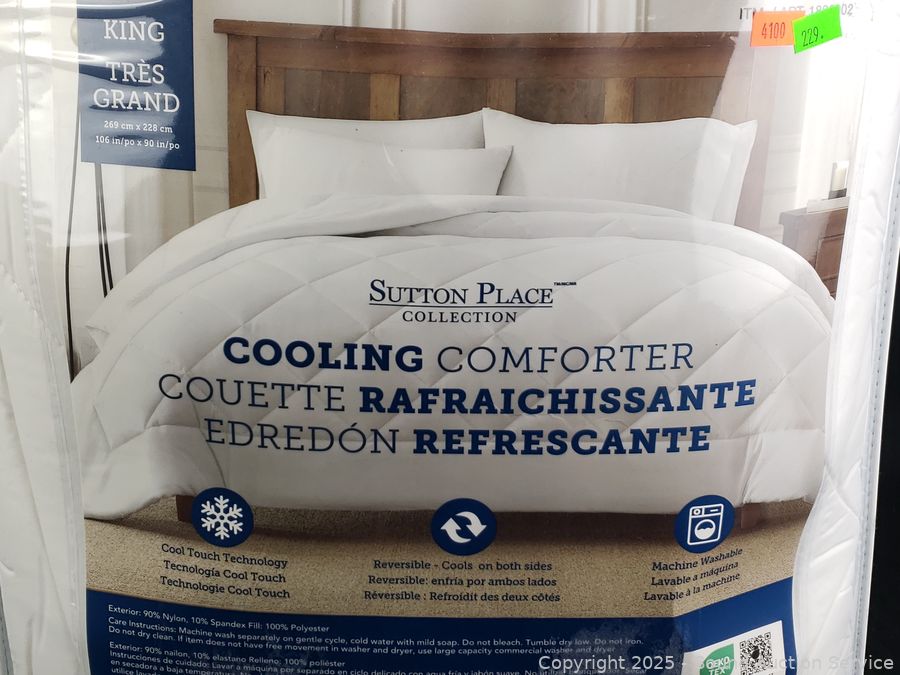 KING
TRÈS
GRAND
269 cm x 228 cm
106 in/po x 90 in/po
4100
229.
SUTTON PLACE
COLLECTION
COOLING COMFORTER
COUETTE RAFRAICHISSANTE
EDREDÓN REFRESCANTE
Cool Touch Technology
Tecnología Cool Touch
Technologie Cool Touch
Reversible - Cools on both sides
Reversible: enfría por ambos lados
Réversible : Refroidit des deux côtés
Machine Washable
Lavable a máquina
Lavable à la machine
Exterior: 90% Nylon, 10% Spandex Fill: 100% Polyester
Care Instructions: Machine wash separately on gentle cycle, cold water with mild soap. Do not bleach. Tumble dry low. Do not iron.
Do not dry clean. If item does not have free movement in washer and dryer, use large capacity commercial washer and dryer
Exterior: 90% nailon, 10% elastano Relleno: 100% poliéster
Instrucciones de cuidado: Lavar a máquina por separado en ciclo delicado con agua fría y jabón suave.
en secadora a baja temperatura.
Copyright 2025
Service